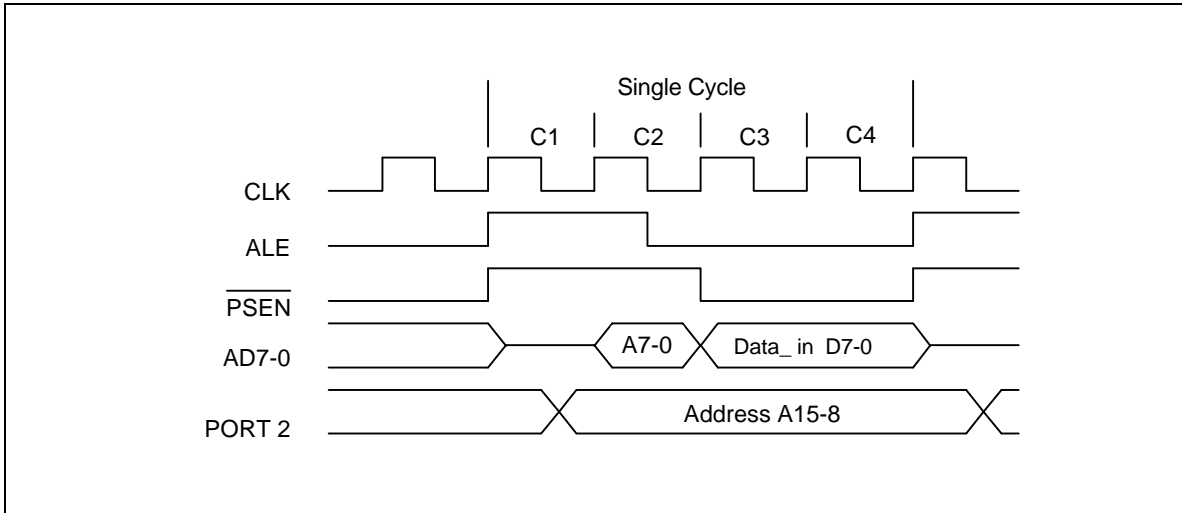 Single Cycle
C1 C2 C3 C4
CLK
ALE
PSEN
AD7-0 A7-0 Data_ in D7-0
PORT 2 Address A15-8